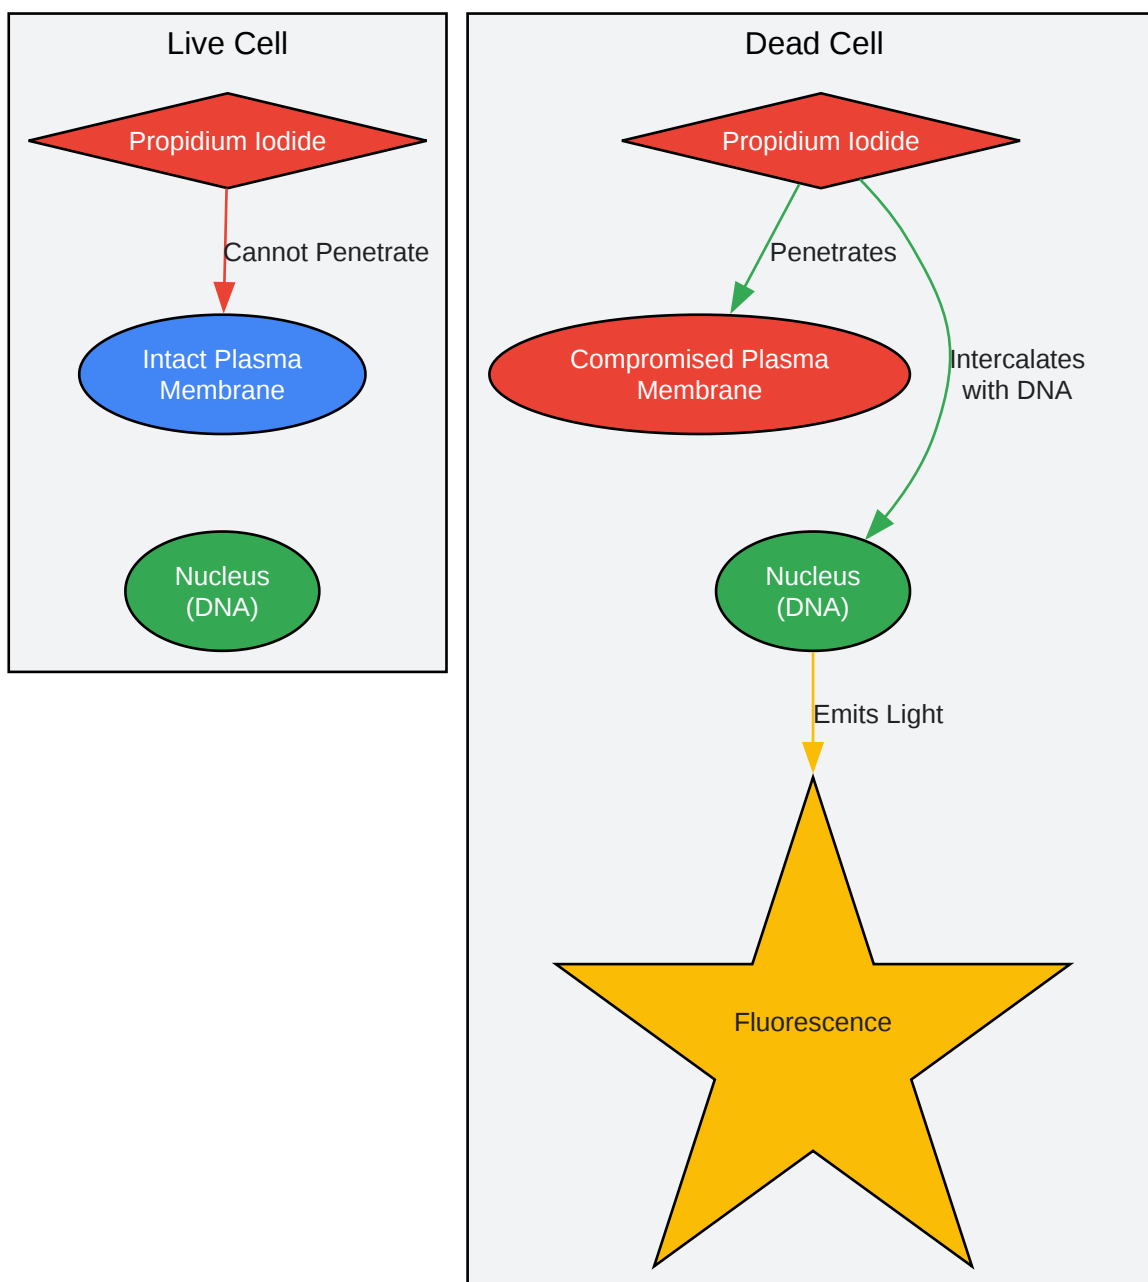 Live Cell
Propidium Iodide
Cannot Penetrate
Intact Plasma
Membrane
Nucleus
(DNA)
Dead Cell
Propidium Iodide
Penetrates
Compromised Plasma
Membrane
Intercalates
with DNA
Nucleus
(DNA)
Emits Light
Fluorescence